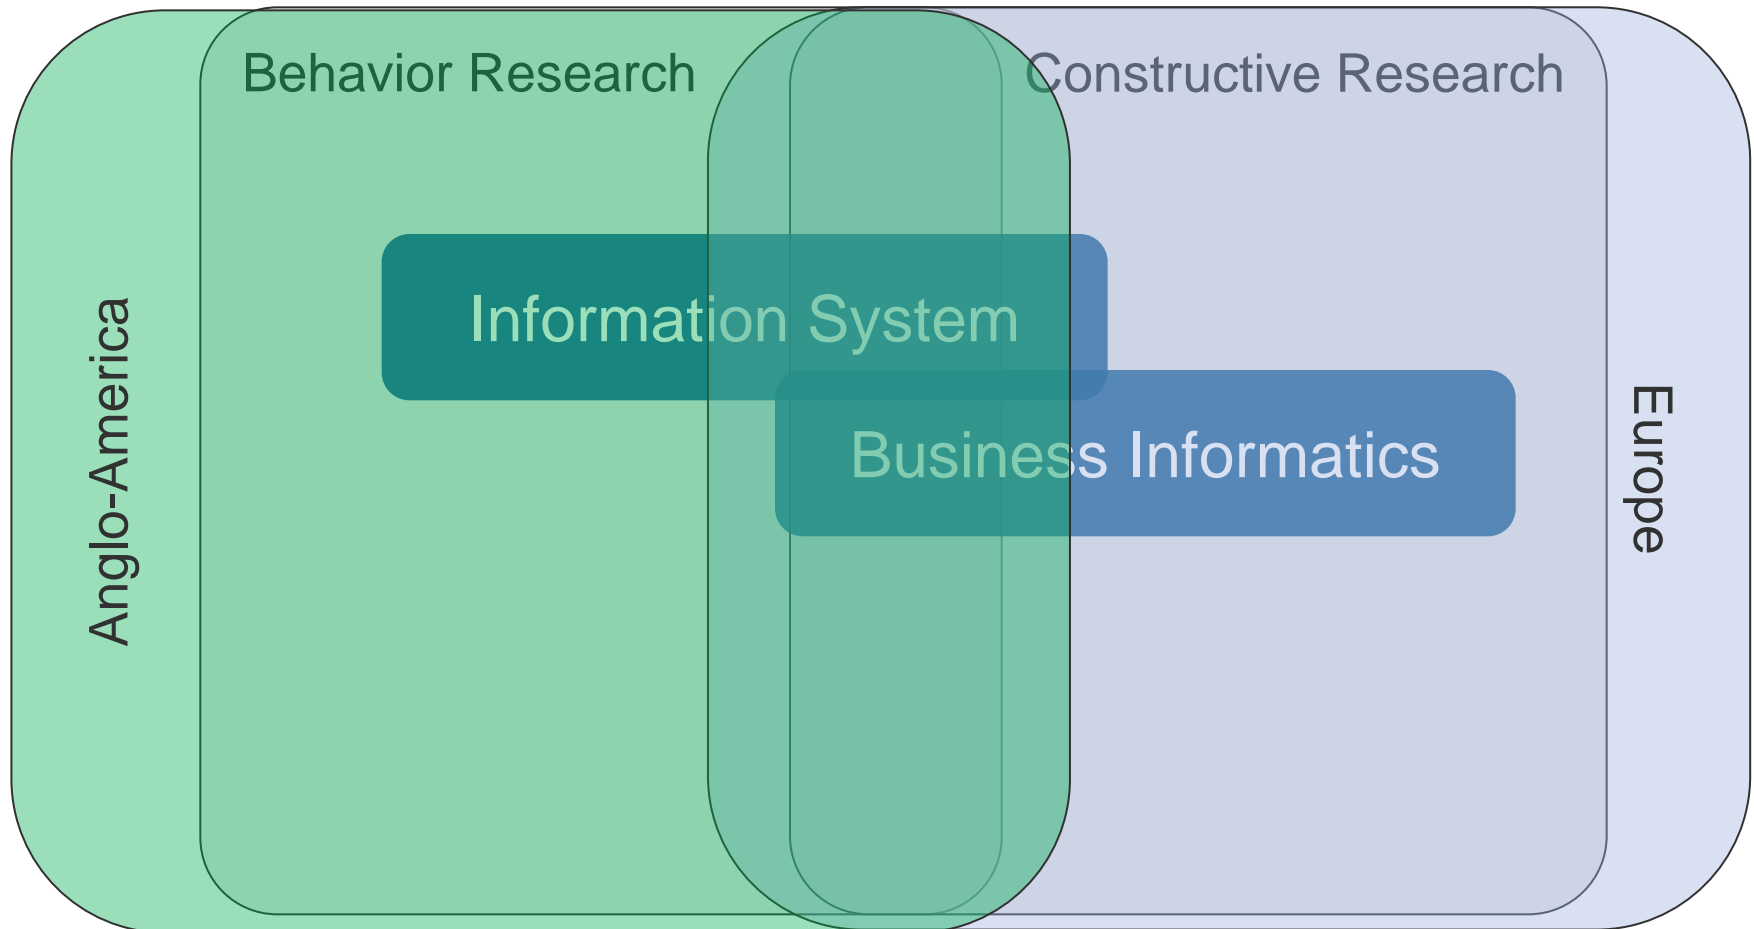 Behavior Research
Constructive Research
Information System
Business Informatics
Anglo-America
Europe